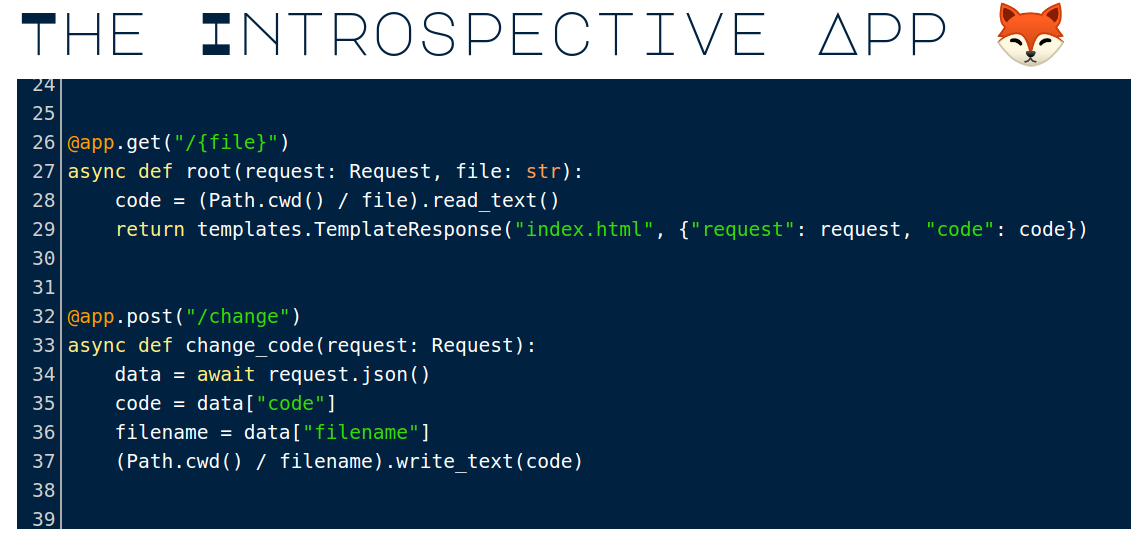 The Introspective App
24
25
26 @app.get("/{file}")
27 async def root(request: Request, file: str):
28     code = (Path.cwd() / file).read_text()
29     return templates.TemplateResponse("index.html", {"request": request, "code": code})
30
31
32 @app.post("/change")
33 async def change_code(request: Request):
34     data = await request.json()
35     code = data["code"]
36     filename = data["filename"]
37     (Path.cwd() / filename).write_text(code)
38
39